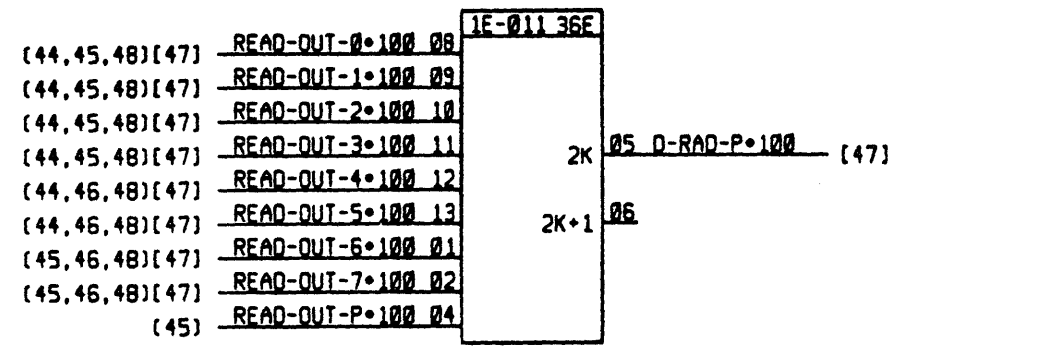 1E-011 36E
(44,45,48)[47] READ-OUT-0•100 08
(44,45,48)[47] READ-OUT-1•100 09
(44,45,48)[47] READ-OUT-2•100 10
(44,45,48)[47] READ-OUT-3•100 11
2K 05 D-RAD-P•100 [47]
(44,46,48)[47] READ-OUT-4•100 12
(44,46,48)[47] READ-OUT-5•100 13
2K+1 06
(45,46,48)[47] READ-OUT-6•100 01
(45,46,48)[47] READ-OUT-7•100 02
(45) READ-OUT-P•100 04